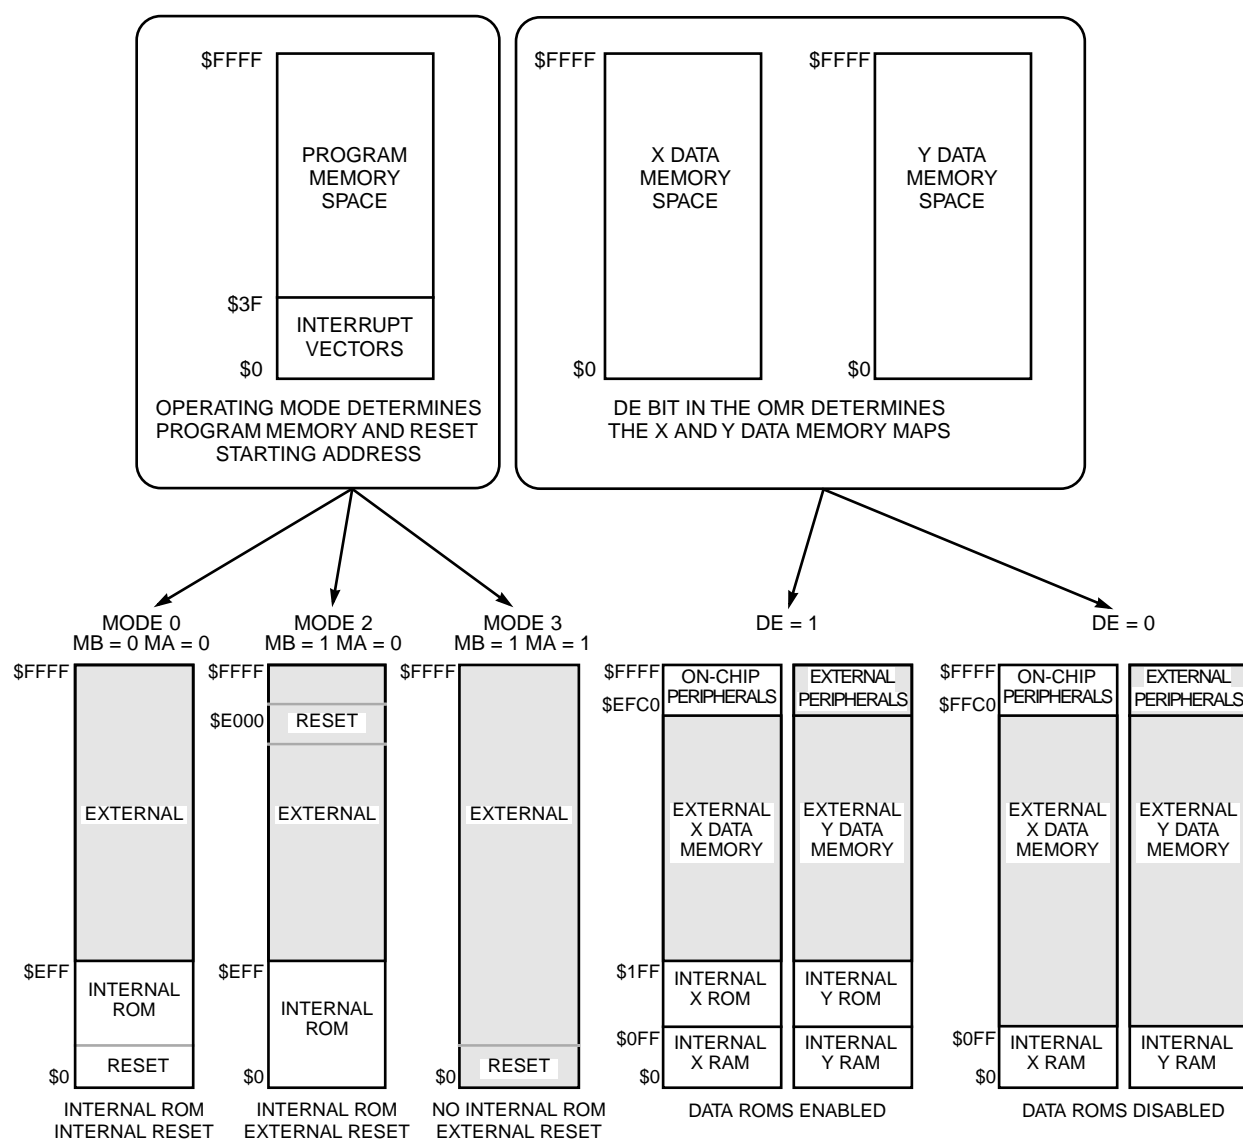 $FFFF
PROGRAM
MEMORY
SPACE
$3F
INTERRUPT
VECTORS
$0
OPERATING MODE DETERMINES
PROGRAM MEMORY AND RESET
STARTING ADDRESS
$FFFF
X DATA
MEMORY
SPACE
$0
$FFFF
Y DATA
MEMORY
SPACE
$0
DE BIT IN THE OMR DETERMINES
THE X AND Y DATA MEMORY MAPS
MODE 0
MB = 0 MA = 0
$FFFF
EXTERNAL
$EFF
INTERNAL
ROM
RESET
$0
INTERNAL ROM
INTERNAL RESET
MODE 2
MB = 1 MA = 0
$FFFF
$E000
RESET
EXTERNAL
$EFF
INTERNAL
ROM
$0
INTERNAL ROM
EXTERNAL RESET
MODE 3
MB = 1 MA = 1
$FFFF
EXTERNAL
RESET
$0
NO INTERNAL ROM
EXTERNAL RESET
DE = 1
$FFFF
ON-CHIP
PERIPHERALS
$EFC0
EXTERNAL
X DATA
MEMORY
$1FF
INTERNAL
X ROM
$0FF
INTERNAL
X RAM
$0
EXTERNAL
PERIPHERALS
EXTERNAL
Y DATA
MEMORY
INTERNAL
Y ROM
INTERNAL
Y RAM
DATA ROMS ENABLED
DE = 0
$FFFF
ON-CHIP
PERIPHERALS
$FFC0
EXTERNAL
X DATA
MEMORY
$0FF
INTERNAL
X RAM
$0
EXTERNAL
PERIPHERALS
EXTERNAL
Y DATA
MEMORY
INTERNAL
Y RAM
DATA ROMS DISABLED